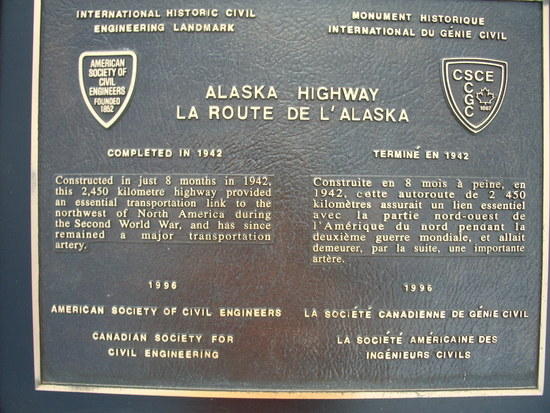 INTERNATIONAL HISTORIC CIVIL
ENGINEERING LANDMARK
MONUMENT HISTORIQUE
INTERNATIONAL DU GÉNIE CIVIL
AMERICAN
SOCIETY OF
CIVIL
ENGINEERS
FOUNDED
1852
CSCE
CGC
1887
ALASKA HIGHWAY
LA ROUTE DE L'ALASKA
COMPLETED IN 1942
Constructed in just 8 months in 1942,
this 2,450 kilometre highway provided
an essential transportation link to the
northwest of North America during
the Second World War, and has since
remained a major transportation
artery.
TERMINÉ EN 1942
Construite en 8 mois à peine, en
1942, cette autoroute de 2 450
kilomètres assurait un lien essentiel
avec la partie nord-ouest de
l'Amérique du nord pendant la
deuxième guerre mondiale, et allait
demeurer, par la suite, une importante
artère.
1996
AMERICAN SOCIETY OF CIVIL ENGINEERS
CANADIAN SOCIETY FOR
CIVIL ENGINEERING
1996
LA SOCIÉTÉ CANADIENNE DE GÉNIE CIVIL
LA SOCIÉTÉ AMÉRICAINE DES
INGÉNIEURS CIVILS